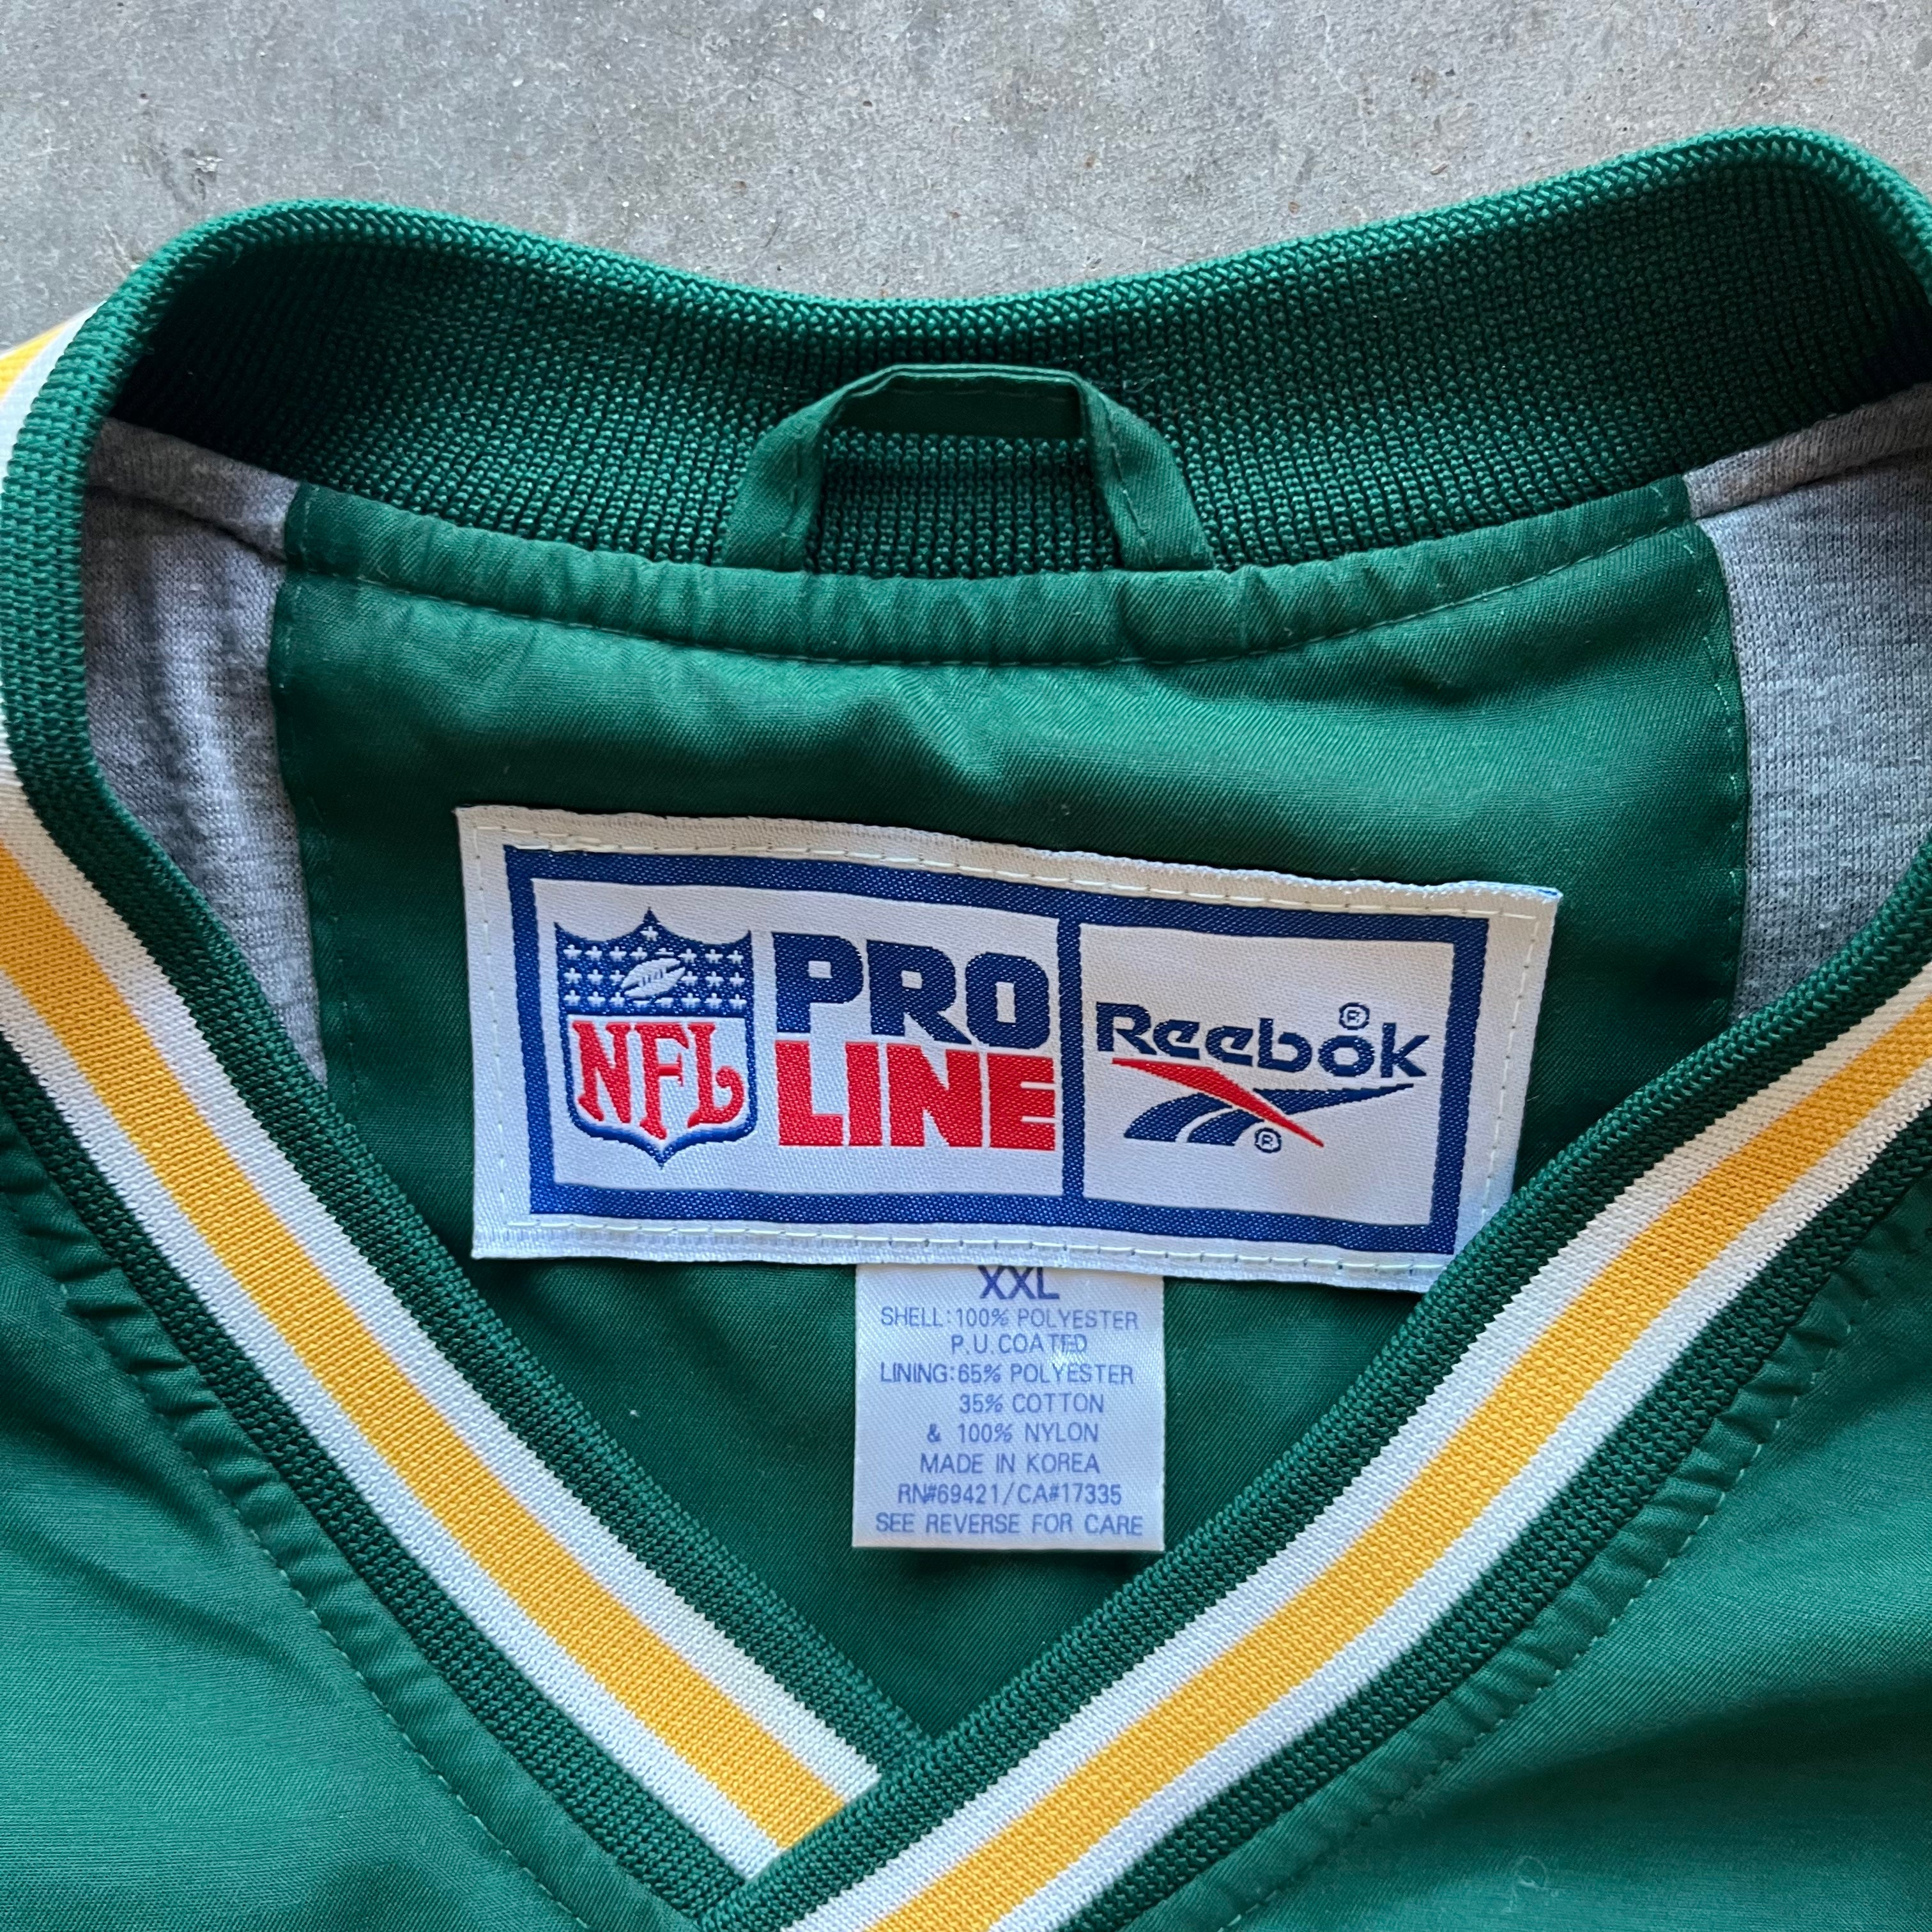 NFL
PRO
LINE
Reebok®
®
XXL
SHELL:100% POLYESTER
P.U.COATED
LINING:65% POLYESTER
35% COTTON
& 100% NYLON
MADE IN KOREA
RN#69421/CA#17335
SEE REVERSE FOR CARE